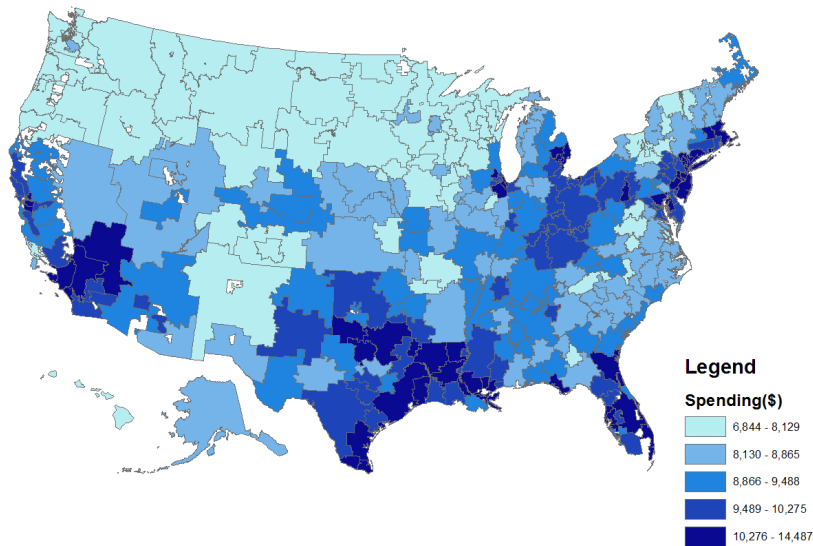 Legend
Spending($)
6,844 - 8,129
8,130 - 8,865
8,866 - 9,488
9,489 - 10,275
10,276 - 14,487